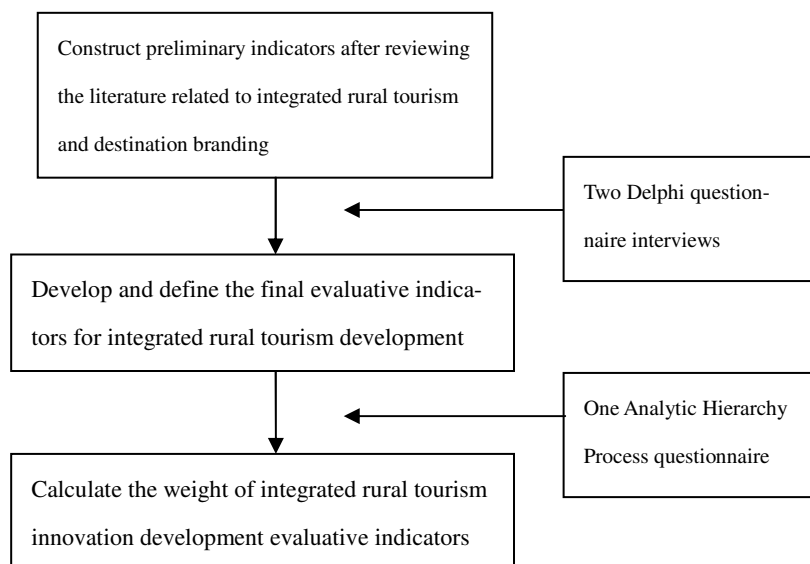 Construct preliminary indicators after reviewing
the literature related to integrated rural tourism
and destination branding
Two Delphi question-
naire interviews
Develop and define the final evaluative indica-
tors for integrated rural tourism development
One Analytic Hierarchy
Process questionnaire
Calculate the weight of integrated rural tourism
innovation development evaluative indicators